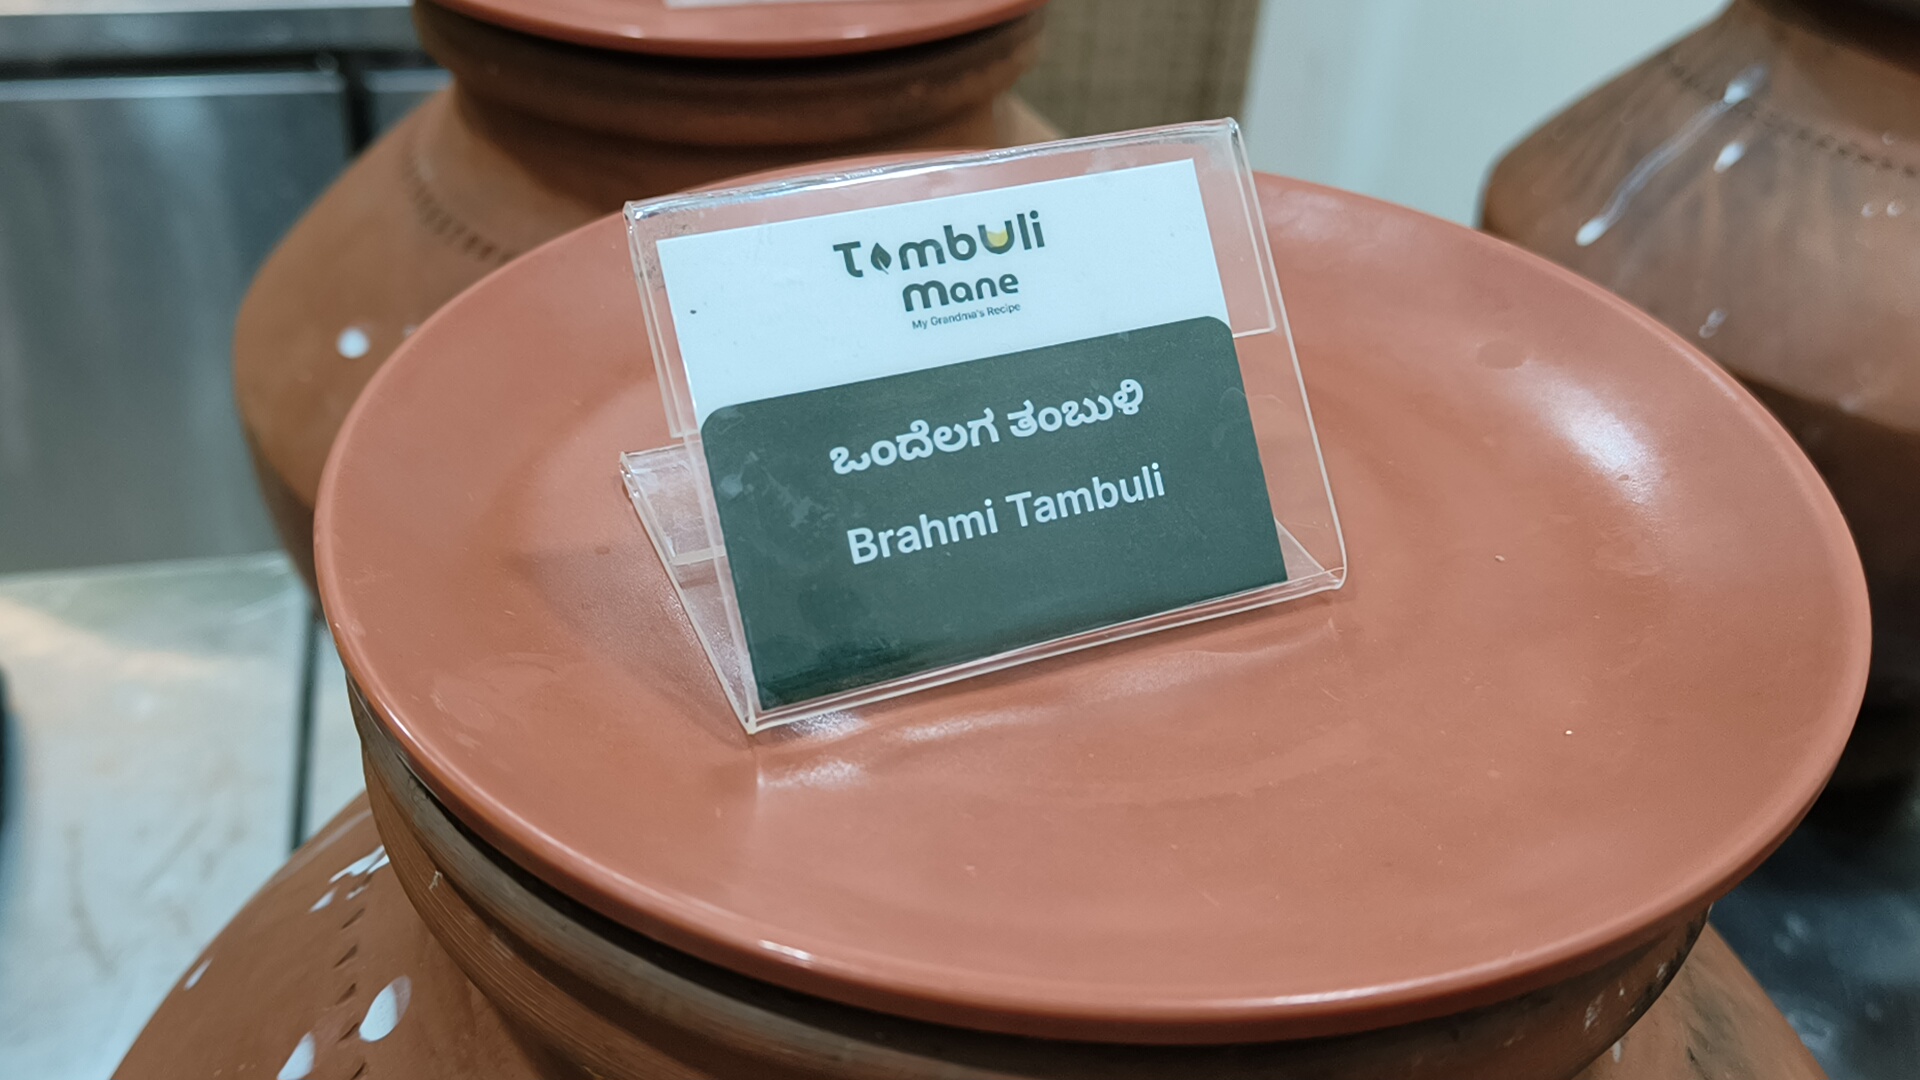 Tambuli
mane
My Grandma's Recipe
ಒಂದೆಲಗ ತಂಬುಳಿ
Brahmi Tambuli